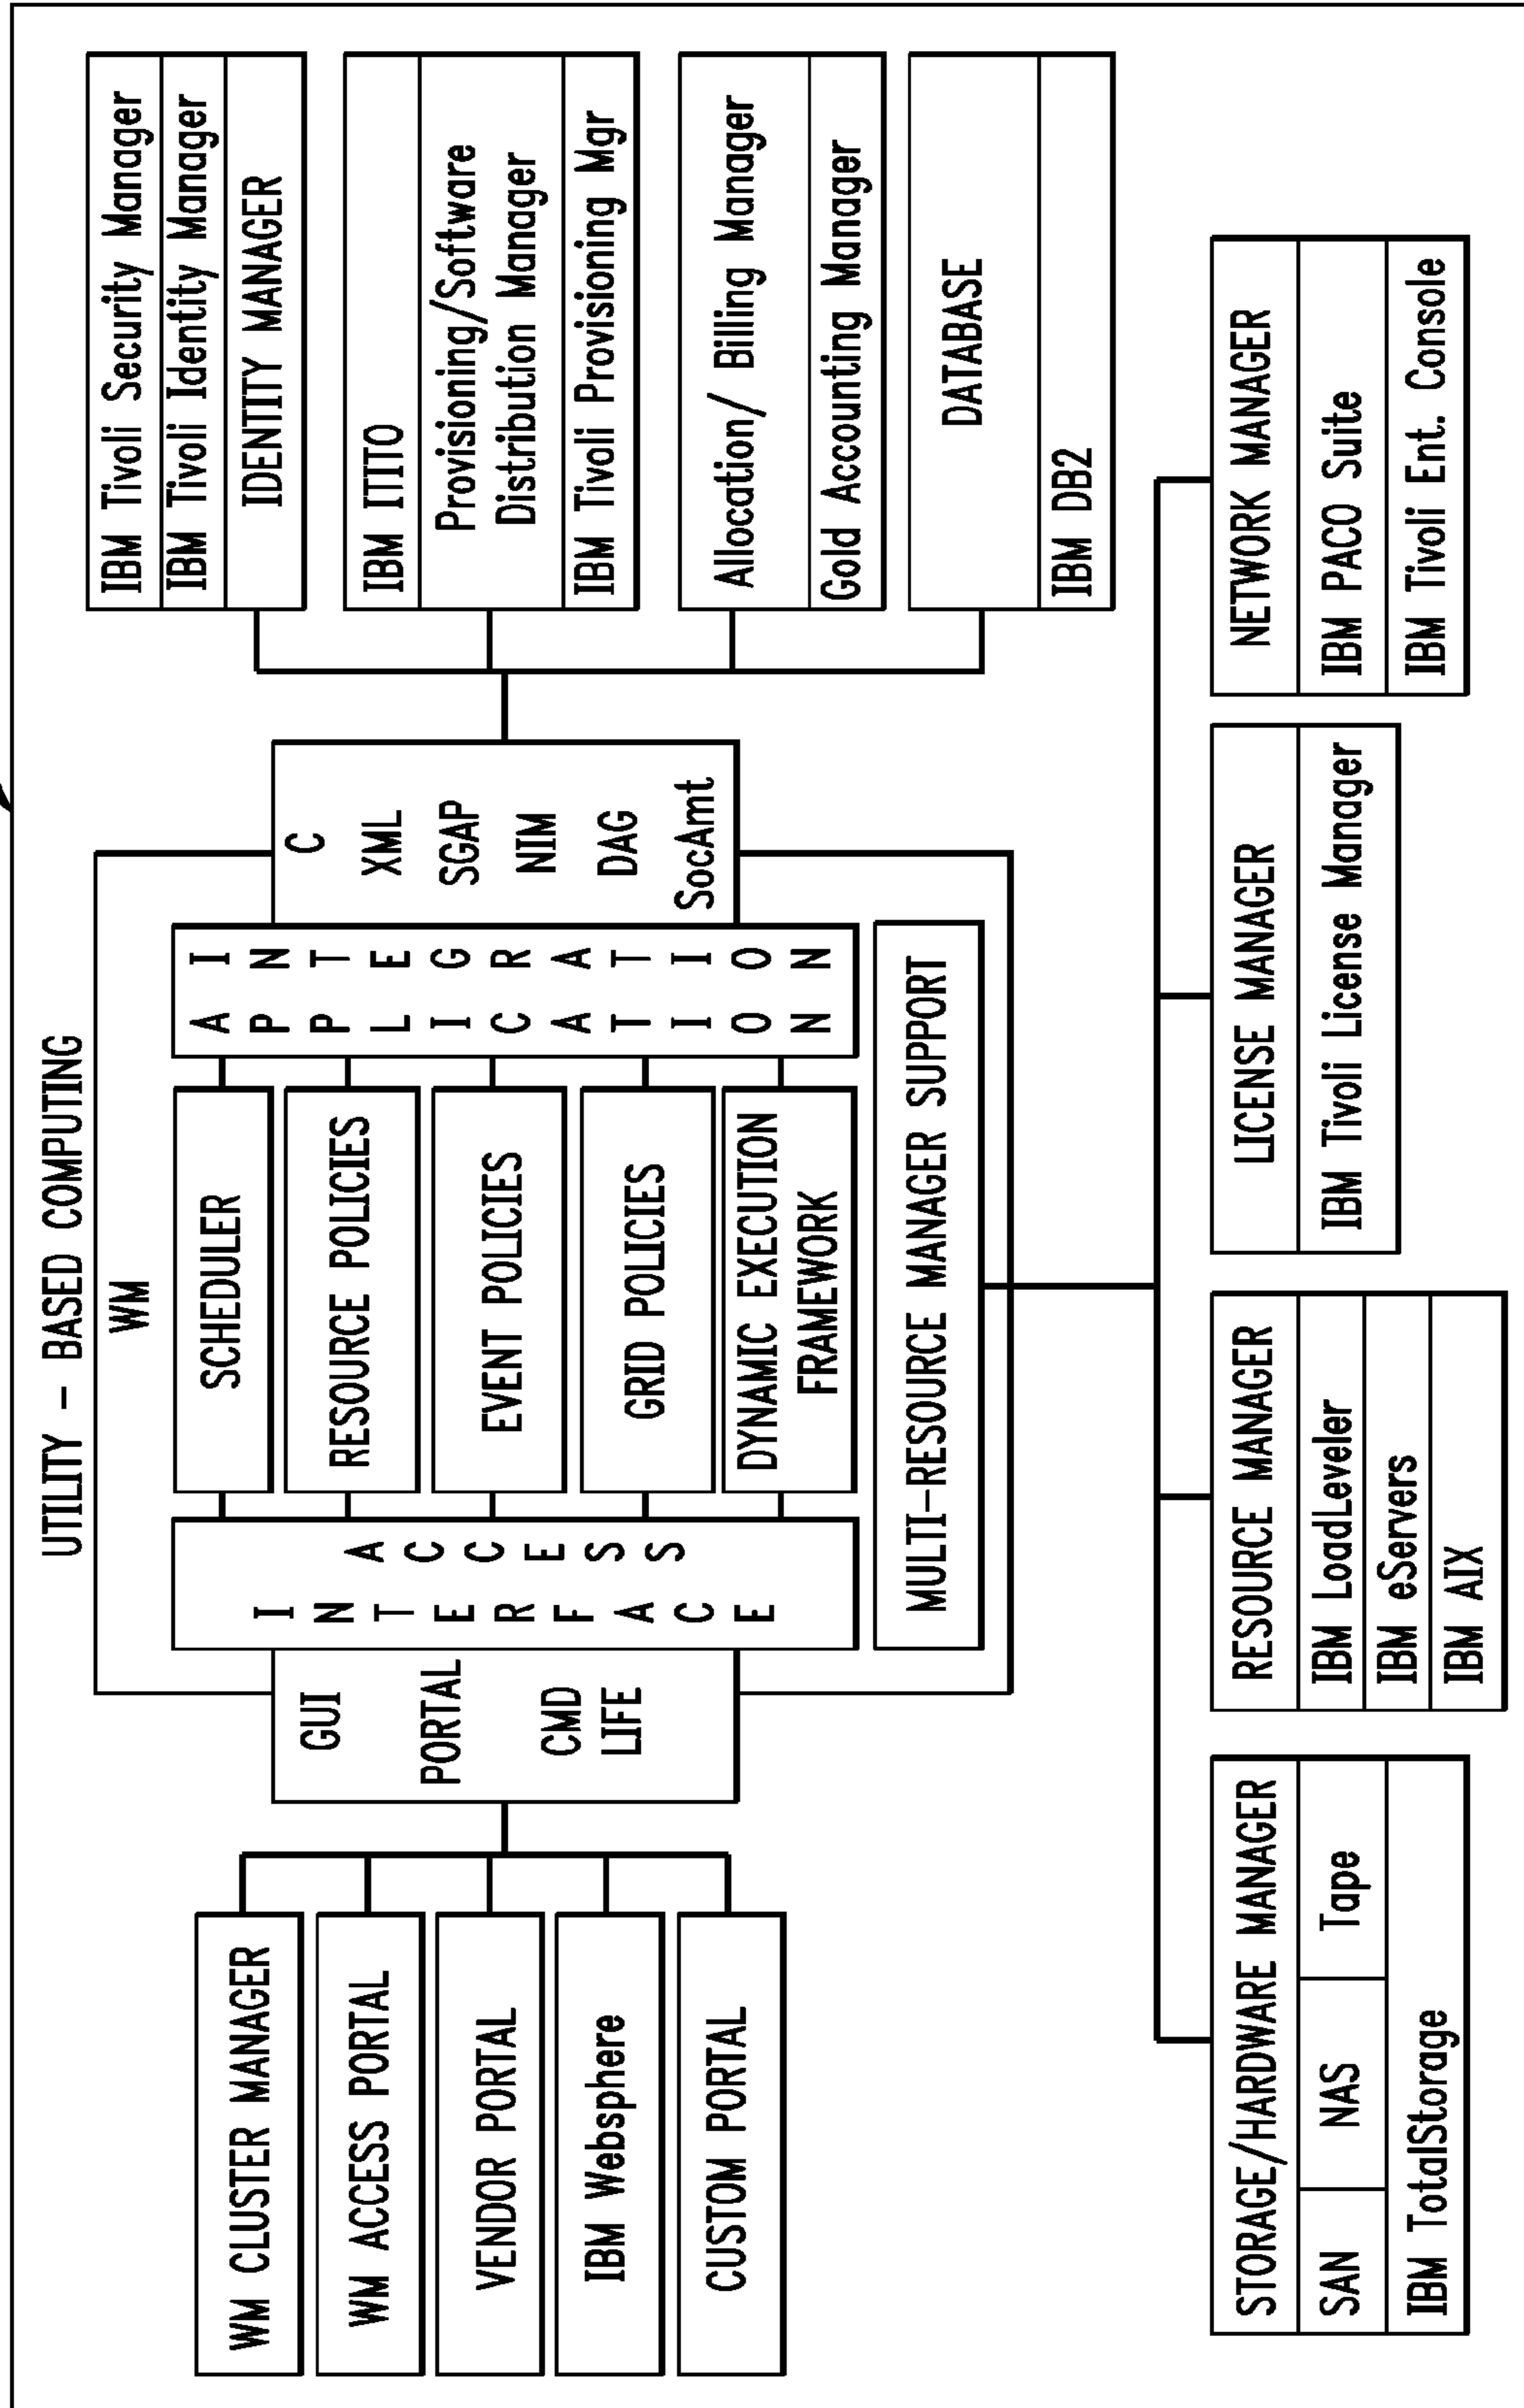 UTILITY - BASED COMPUTING
WM
WM CLUSTER MANAGER
WM ACCESS PORTAL
VENDOR PORTAL
IBM Websphere
CUSTOM PORTAL
GUI
PORTAL
CMD
LIFE
ACCESS
INTERFACE
SCHEDULER
RESOURCE POLICIES
EVENT POLICIES
GRID POLICIES
DYNAMIC EXECUTION
FRAMEWORK
APPLICATION
INTEGRATION
MULTI-RESOURCE MANAGER SUPPORT
C
XML
SGAP
NIM
DAG
SocAmt
IBM Tivoli Security Manager
IBM Tivoli Identity Manager
IDENTITY MANAGER
IBM ITITO
Provisioning/Software
Distribution Manager
IBM Tivoli Provisioning Mgr
Allocation/ Billing Manager
Gold Accounting Manager
DATABASE
IBM DB2
STORAGE/HARDWARE MANAGER
SAN NAS Tape
IBM TotalStorage
RESOURCE MANAGER
IBM LoadLeveler
IBM eServers
IBM AIX
LICENSE MANAGER
IBM Tivoli License Manager
NETWORK MANAGER
IBM PACO Suite
IBM Tivoli Ent. Console